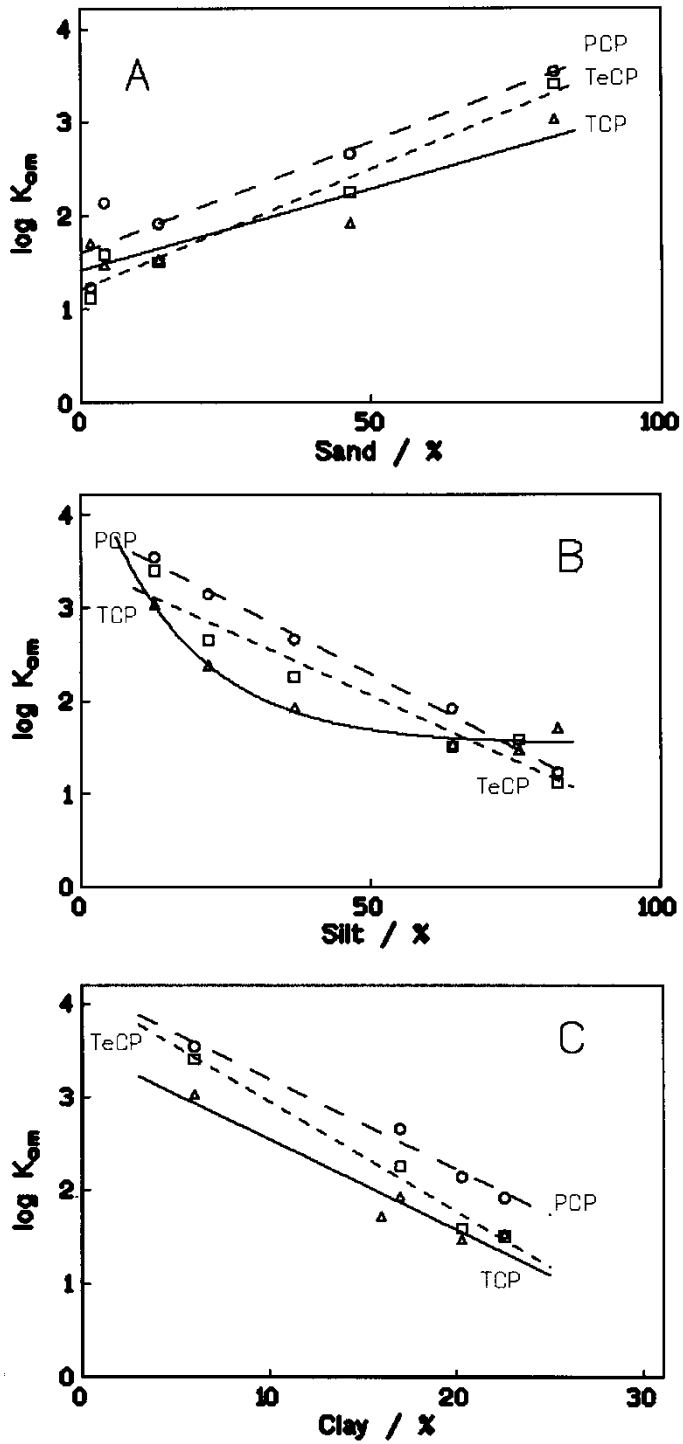 4
3
2
1
0
log Kom
A
PCP
TeCP
TCP
0 50 100
Sand / %
4
3
2
1
0
log Kom
B
PCP
TCP
TeCP
0 50 100
Silt / %
4
3
2
1
0
log Kom
C
TeCP
PCP
TCP
0 10 20 30
Clay / %